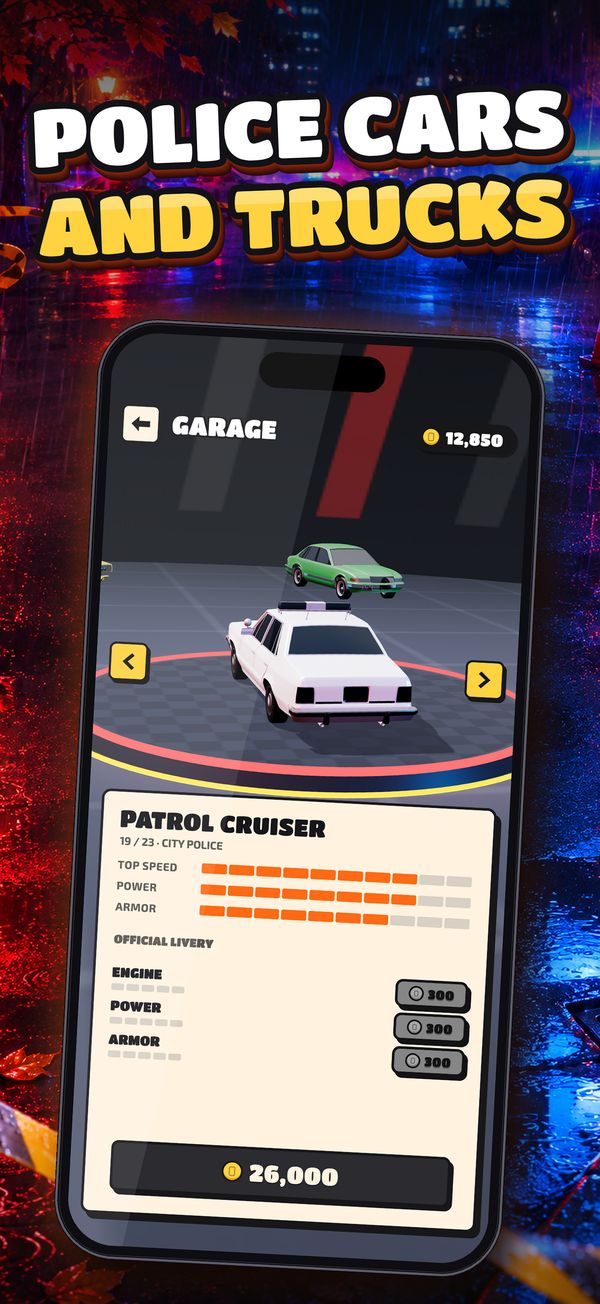 POLICE CARS
AND TRUCKS
GARAGE
12,850
PATROL CRUISER
19 / 23 · CITY POLICE
TOP SPEED
POWER
ARMOR
OFFICIAL LIVERY
ENGINE
300
POWER
300
ARMOR
300
26,000